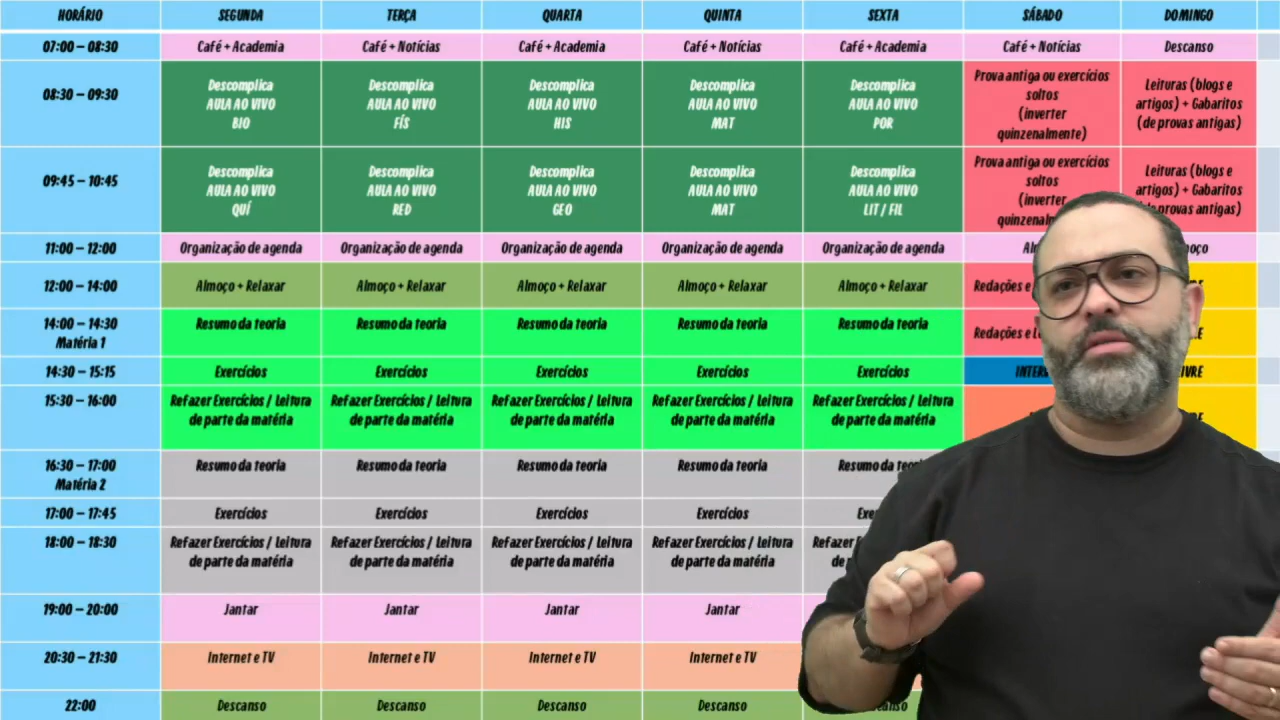 HORÁRIO SEGUNDA TERÇA QUARTA QUINTA SEXTA SÁBADO DOMINGO
07:00 – 08:30 Café + Academia Café + Notícias Café + Academia Café + Notícias Café + Academia Café + Notícias Descanso
08:30 – 09:30
Descomplica
AULA AO VIVO
BIO
Descomplica
AULA AO VIVO
FÍS
Descomplica
AULA AO VIVO
HIS
Descomplica
AULA AO VIVO
MAT
Descomplica
AULA AO VIVO
POR
Prova antiga ou exercícios
soltos
(inverter
quinzenalmente)
Leituras (blogs e
artigos) + Gabaritos
(de provas antigas)
09:45 – 10:45
Descomplica
AULA AO VIVO
QUÍ
Descomplica
AULA AO VIVO
RED
Descomplica
AULA AO VIVO
GEO
Descomplica
AULA AO VIVO
MAT
Descomplica
AULA AO VIVO
LIT / FIL
Prova antiga ou exercícios
soltos
(inverter
Leituras (blogs e
artigos) + Gabaritos
provas antigas)
11:00 – 12:00 Organização de agenda Organização de agenda Organização de agenda Organização de agenda Organização de agenda
12:00 – 14:00 Almoço + Relaxar Almoço + Relaxar Almoço + Relaxar Almoço + Relaxar Almoço + Relaxar Redações e
14:00 – 14:30
Matéria 1
Resumo da teoria Resumo da teoria Resumo da teoria Resumo da teoria Resumo da teoria Redações e
14:30 – 15:15 Exercícios Exercícios Exercícios Exercícios Exercícios
15:30 – 16:00
Refazer Exercícios / Leitura
de parte da matéria
Refazer Exercícios / Leitura
de parte da matéria
Refazer Exercícios / Leitura
de parte da matéria
Refazer Exercícios / Leitura
de parte da matéria
Refazer Exercícios / Leitura
de parte da matéria
16:30 – 17:00
Matéria 2
Resumo da teoria Resumo da teoria Resumo da teoria Resumo da teoria Resumo da
17:00 – 17:45 Exercícios Exercícios Exercícios Exercícios
18:00 – 18:30
Refazer Exercícios / Leitura
de parte da matéria
Refazer Exercícios / Leitura
de parte da matéria
Refazer Exercícios / Leitura
de parte da matéria
Refazer Exercícios / Leitura
de parte da matéria
19:00 – 20:00 Jantar Jantar Jantar Jantar
20:30 – 21:30 Internet e TV Internet e TV Internet e TV Internet e TV
22:00 Descanso Descanso Descanso Descanso